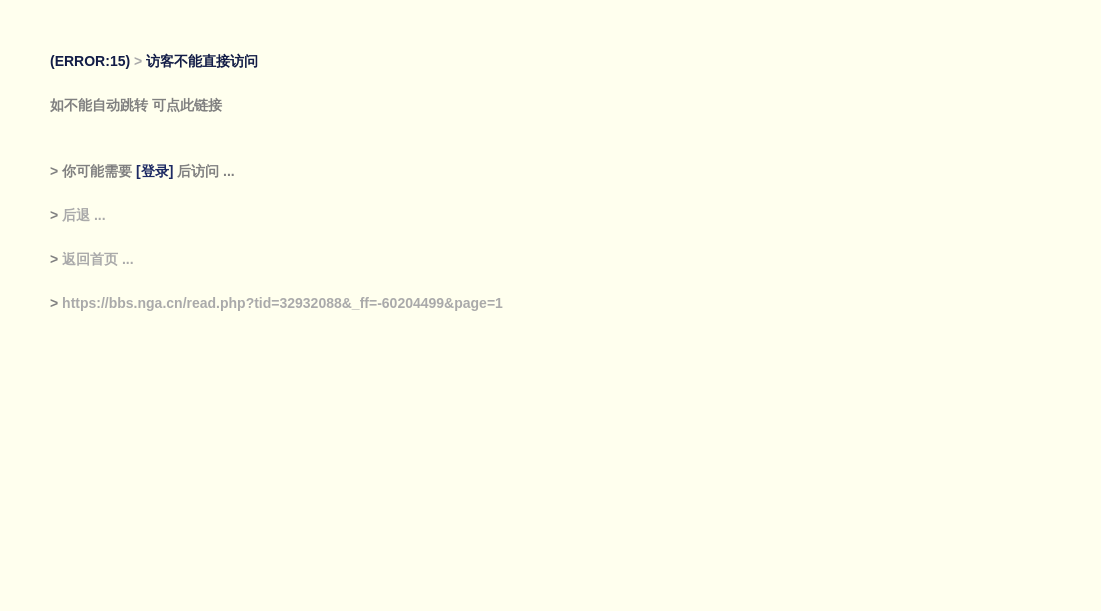 (ERROR:15) > 访客不能直接访问
如不能自动跳转 可点此链接
> 你可能需要 [登录] 后访问 ...
> 后退 ...
> 返回首页 ...
> https://bbs.nga.cn/read.php?tid=32932088&_ff=-60204499&page=1